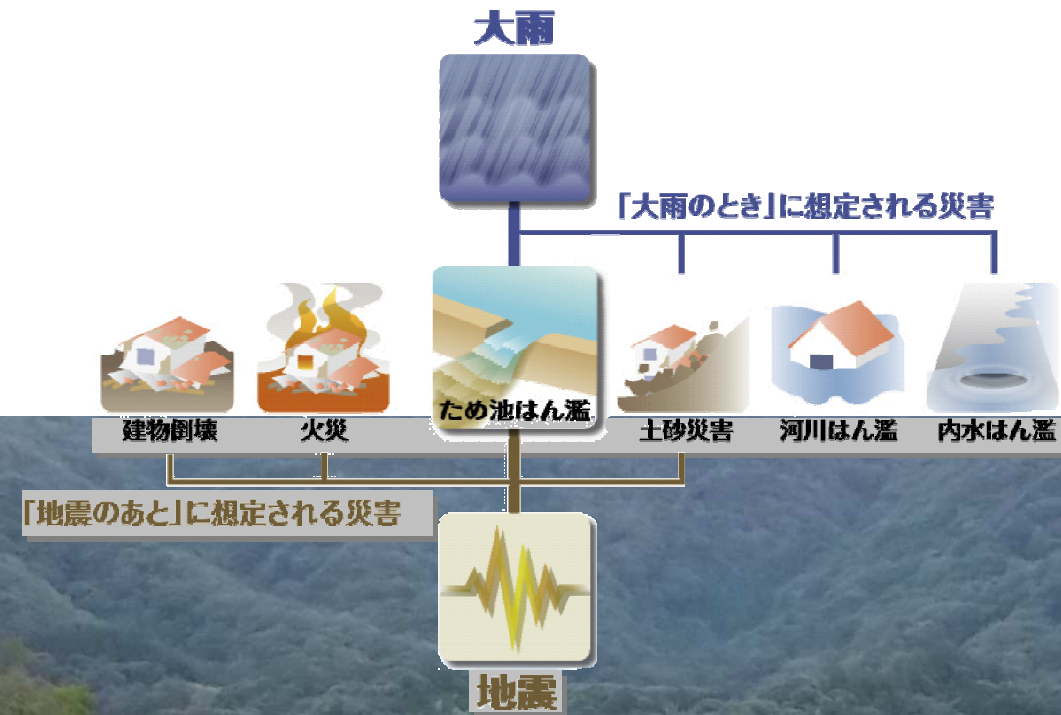 大雨
「大雨のとき」に想定される災害
ため池はん濫
建物倒壊
火災
土砂災害
河川はん濫
内水はん濫
「地震のあと」に想定される災害
地震